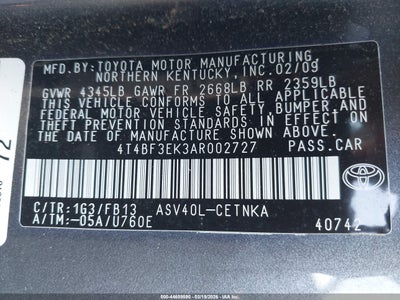 MFD. BY: TOYOTA MOTOR MANUFACTURING
NORTHERN KENTUCKY, INC. 02/09
GVWR 4345LB GAWR FR 2668LB RR 2359LB
THIS VEHICLE CONFORMS TO ALL APPLICABLE
FEDERAL MOTOR VEHICLE SAFETY, BUMPER, AND
THEFT PREVENTION STANDARDS IN EFFECT ON
THE DATE OF MANUFACTURE SHOWN ABOVE.
4T4BF3EK3AR002727 PASS.CAR
C/TR:1G3/FB13 ASV40L-CETNKA
A/TM:-05A/U760E
40742
TOYOTA
72